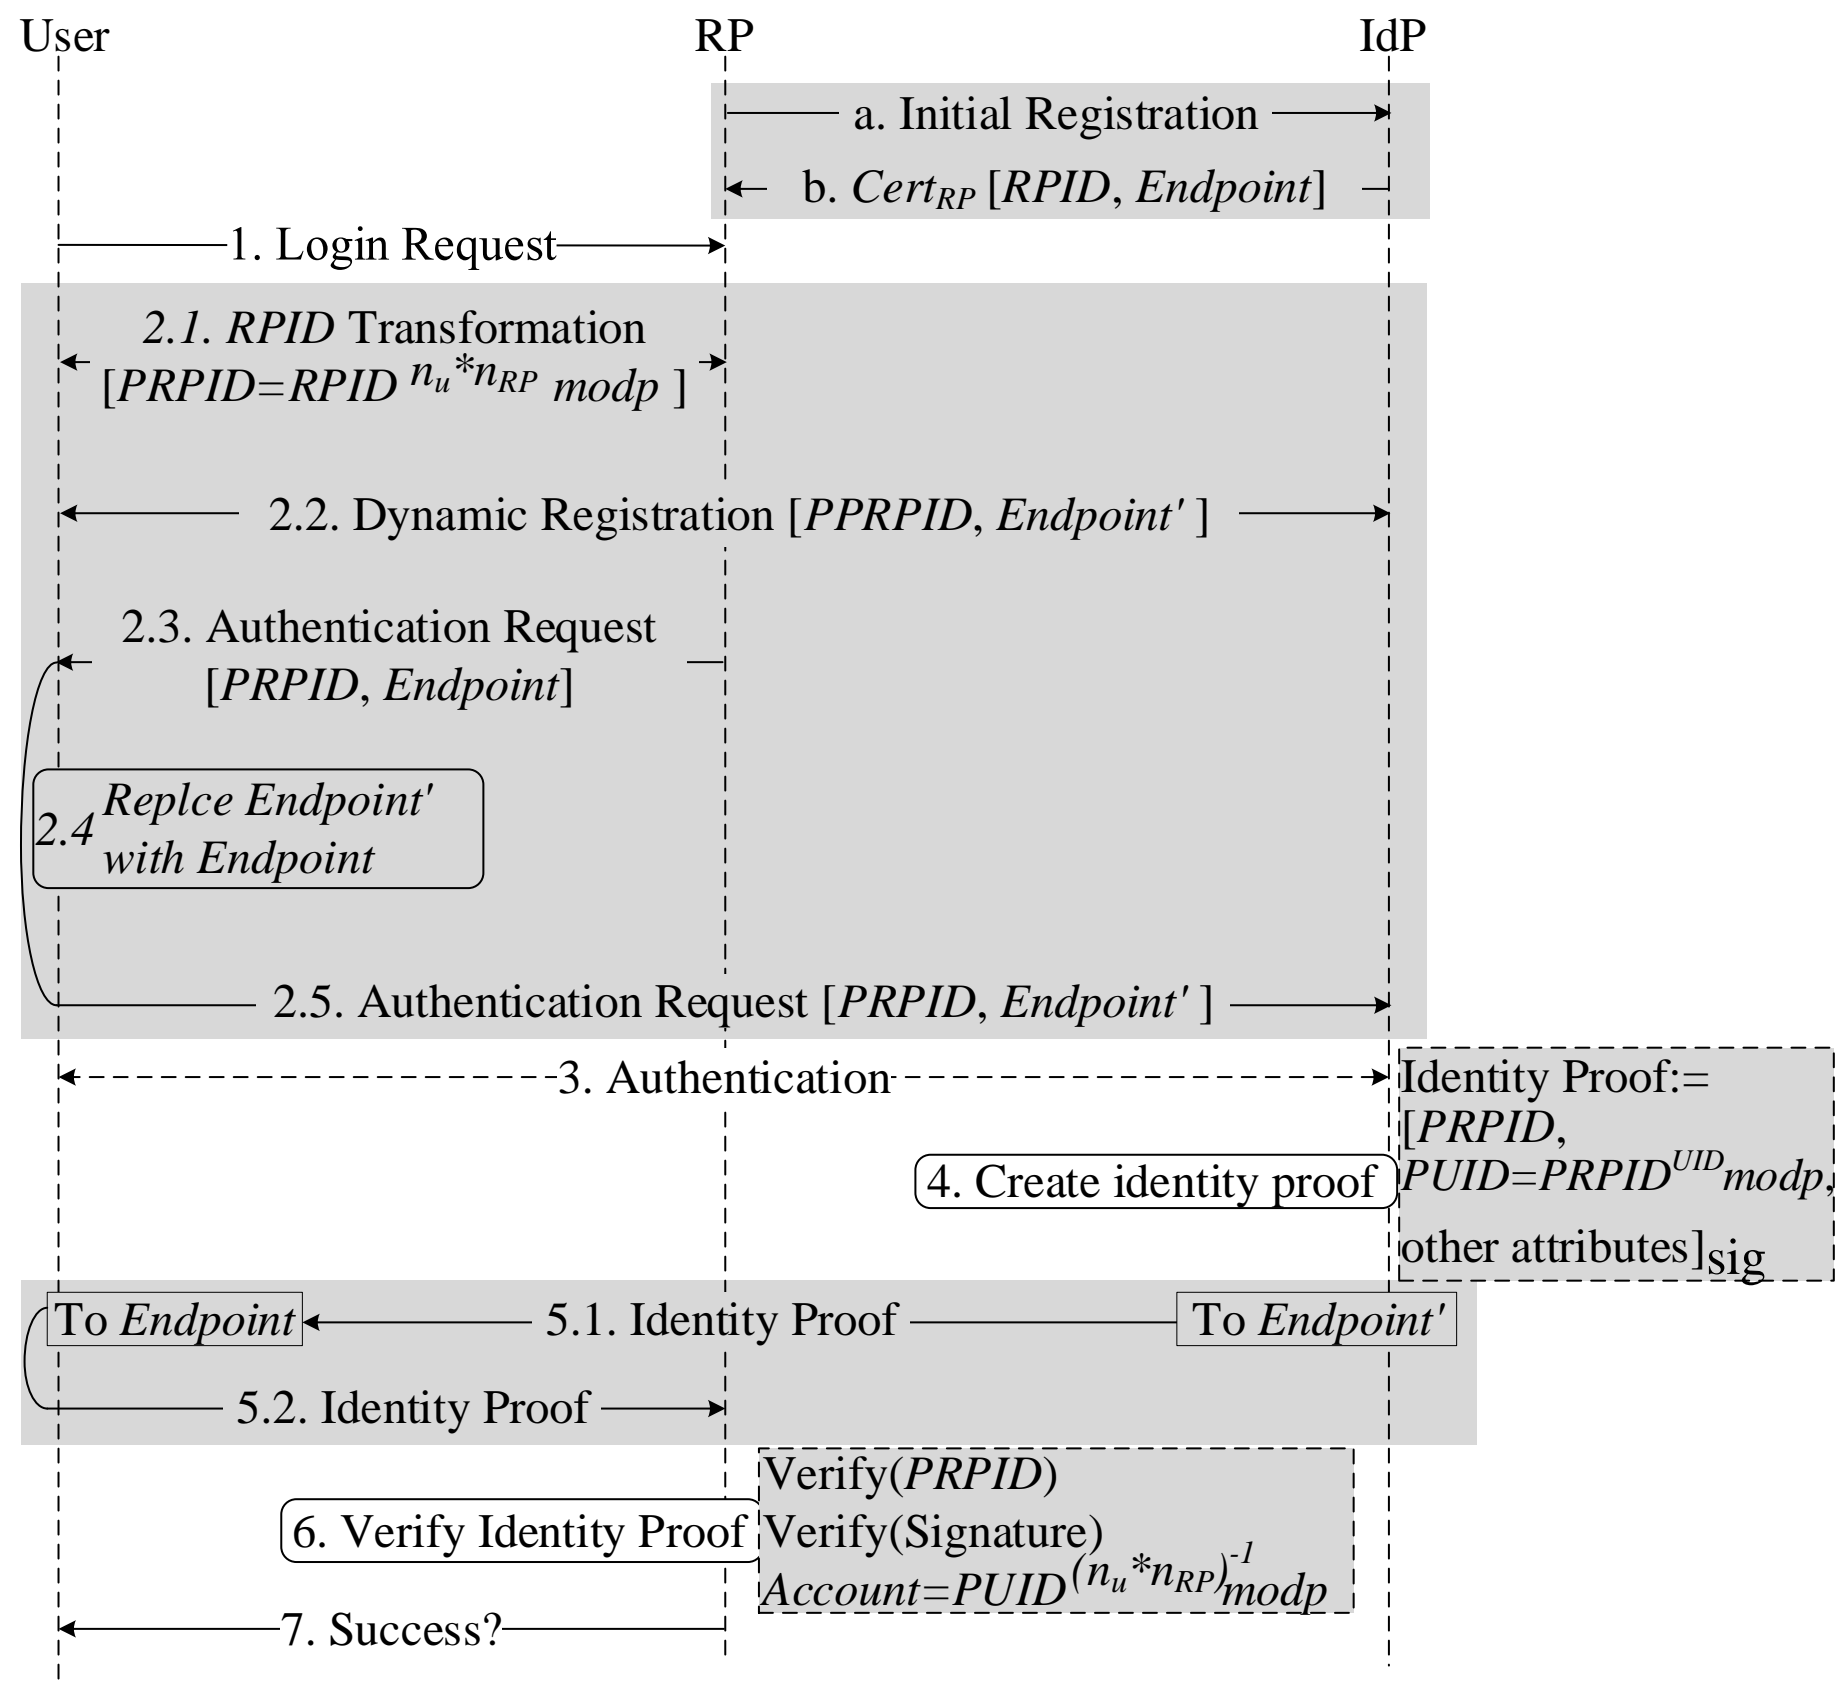 User RP IdP
a. Initial Registration
b. Cert_RP [RPID, Endpoint]
1. Login Request
2.1. RPID Transformation
[PRPID=RPID ^n_u*n_RP modp ]
2.2. Dynamic Registration [PPRPID, Endpoint' ]
2.3. Authentication Request
[PRPID, Endpoint]
2.4
Replce Endpoint'
with Endpoint
2.5. Authentication Request [PRPID, Endpoint' ]
3. Authentication
Identity Proof:=
[PRPID,
PUID=PRPID^UID modp,
other attributes]_sig
4. Create identity proof
To Endpoint 5.1. Identity Proof To Endpoint'
5.2. Identity Proof
Verify(PRPID)
6. Verify Identity Proof
Verify(Signature)
Account=PUID^(n_u*n_RP)^-1 modp
7. Success?